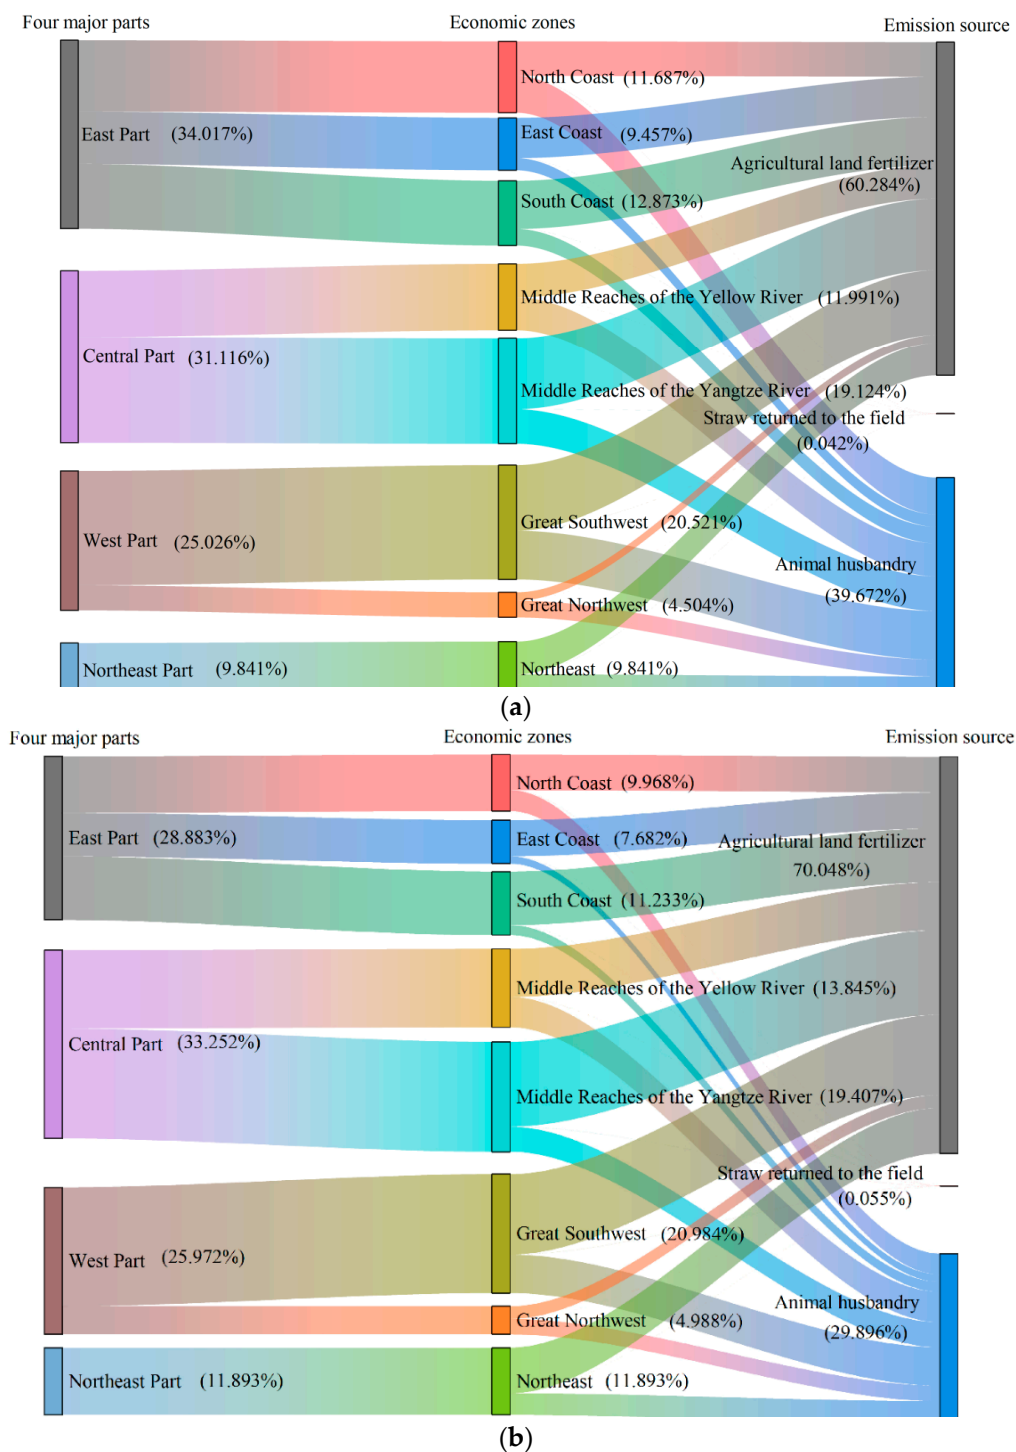 Four major parts
Economic zones
Emission source
North Coast (11.687%)
East Part (34.017%)
East Coast (9.457%)
Agricultural land fertilizer
(60.284%)
South Coast (12.873%)
Middle Reaches of the Yellow River (11.991%)
Central Part (31.116%)
Middle Reaches of the Yangtze River (19.124%)
Straw returned to the field
(0.042%)
Great Southwest (20.521%)
West Part (25.026%)
Animal husbandry
(39.672%)
Great Northwest (4.504%)
Northeast Part (9.841%)
Northeast (9.841%)
(a)
Four major parts
Economic zones
Emission source
North Coast (9.968%)
East Part (28.883%)
East Coast (7.682%)
Agricultural land fertilizer
70.048%)
South Coast (11.233%)
Middle Reaches of the Yellow River (13.845%)
Central Part (33.252%)
Middle Reaches of the Yangtze River (19.407%)
Straw returned to the field
(0.055%)
Great Southwest (20.984%)
West Part (25.972%)
Animal husbandry
(29.896%)
Great Northwest (4.988%)
Northeast Part (11.893%)
Northeast (11.893%)
(b)